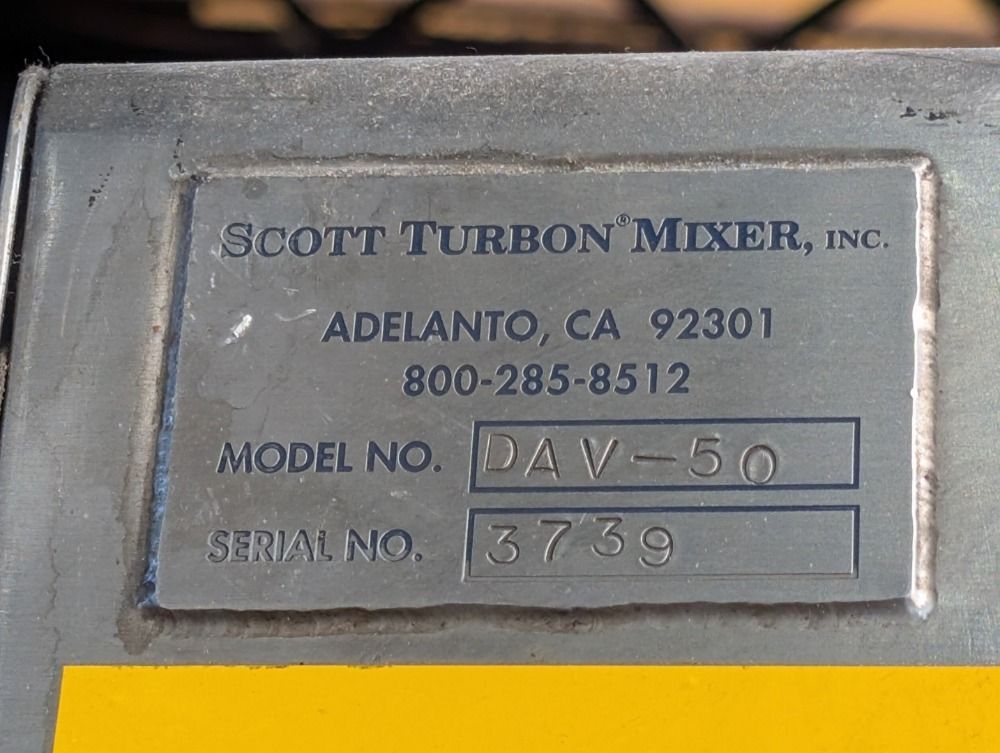 SCOTT TURBON® MIXER, INC.
ADELANTO, CA 92301
800-285-8512
MODEL NO. DAV-50
SERIAL NO. 3739